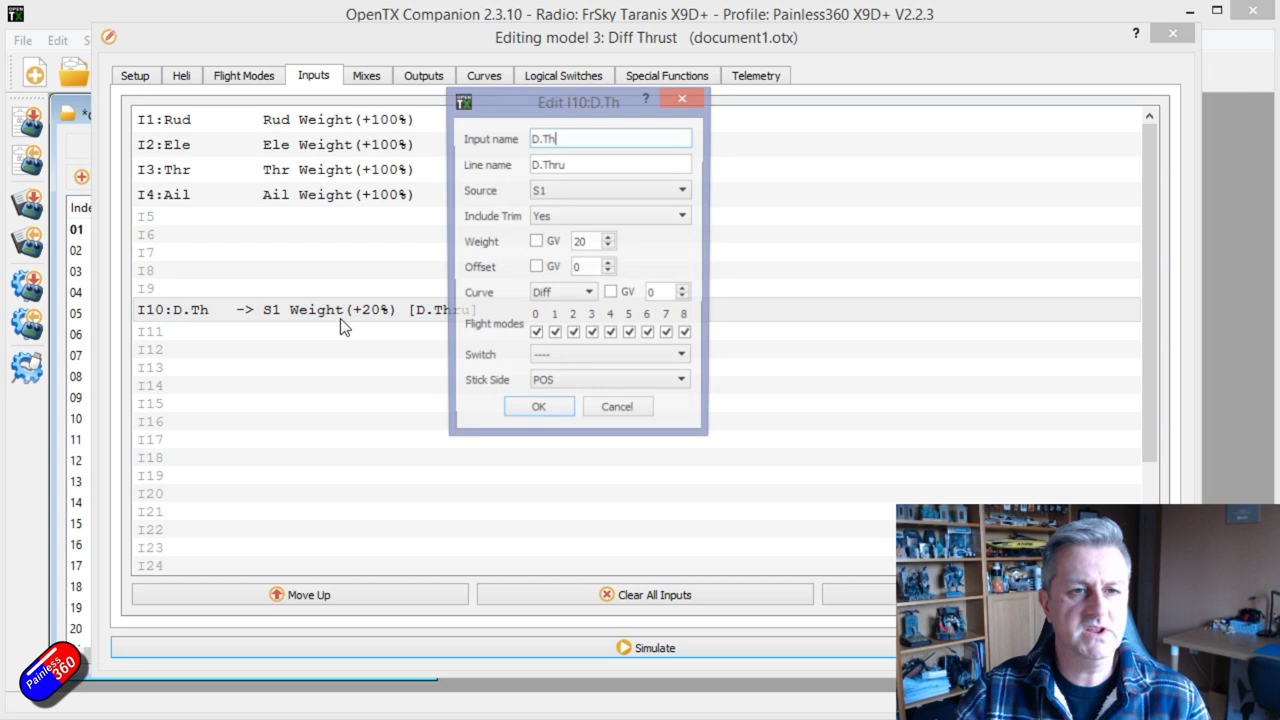 OpenTX Companion 2.3.10 - Radio: FrSky Taranis X9D+ - Profile: Painless360 X9D+ V2.2.3
File Edit S
Editing model 3: Diff Thrust (document1.otx)
Setup Heli Flight Modes Inputs Mixes Outputs Curves Logical Switches Special Functions Telemetry
I1:Rud Rud Weight(+100%)
I2:Ele Ele Weight(+100%)
I3:Thr Thr Weight(+100%)
I4:Ail Ail Weight(+100%)
I5
I6
I7
I8
I9
I10:D.Th -> S1 Weight(+20%) [D.Thru]
I11
I12
I13
I14
I15
I16
I17
I18
I19
I20
I21
I22
I23
I24
Edit I10:D.Th
Input name D.Th
Line name D.Thru
Source S1
Include Trim Yes
Weight GV 20
Offset GV 0
Curve Diff GV 0
0 1 2 3 4 5 6 7 8
Flight modes
Switch ----
Stick Side POS
OK Cancel
Inde
01
02
03
04
05
06
07
08
09
10
11
12
13
14
15
16
17
18
19
20
Move Up Clear All Inputs
Simulate
Painless
360